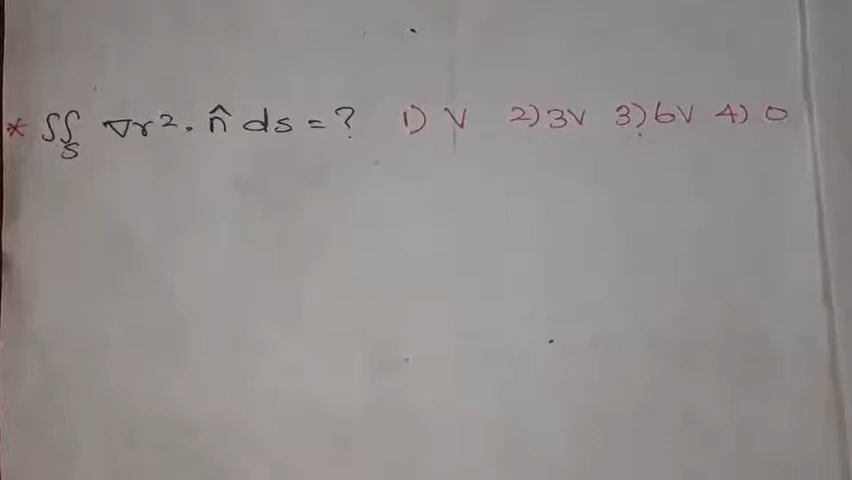 * ∬_S ∇r². n̂ ds = ? 1) V 2) 3V 3) 6V 4) 0